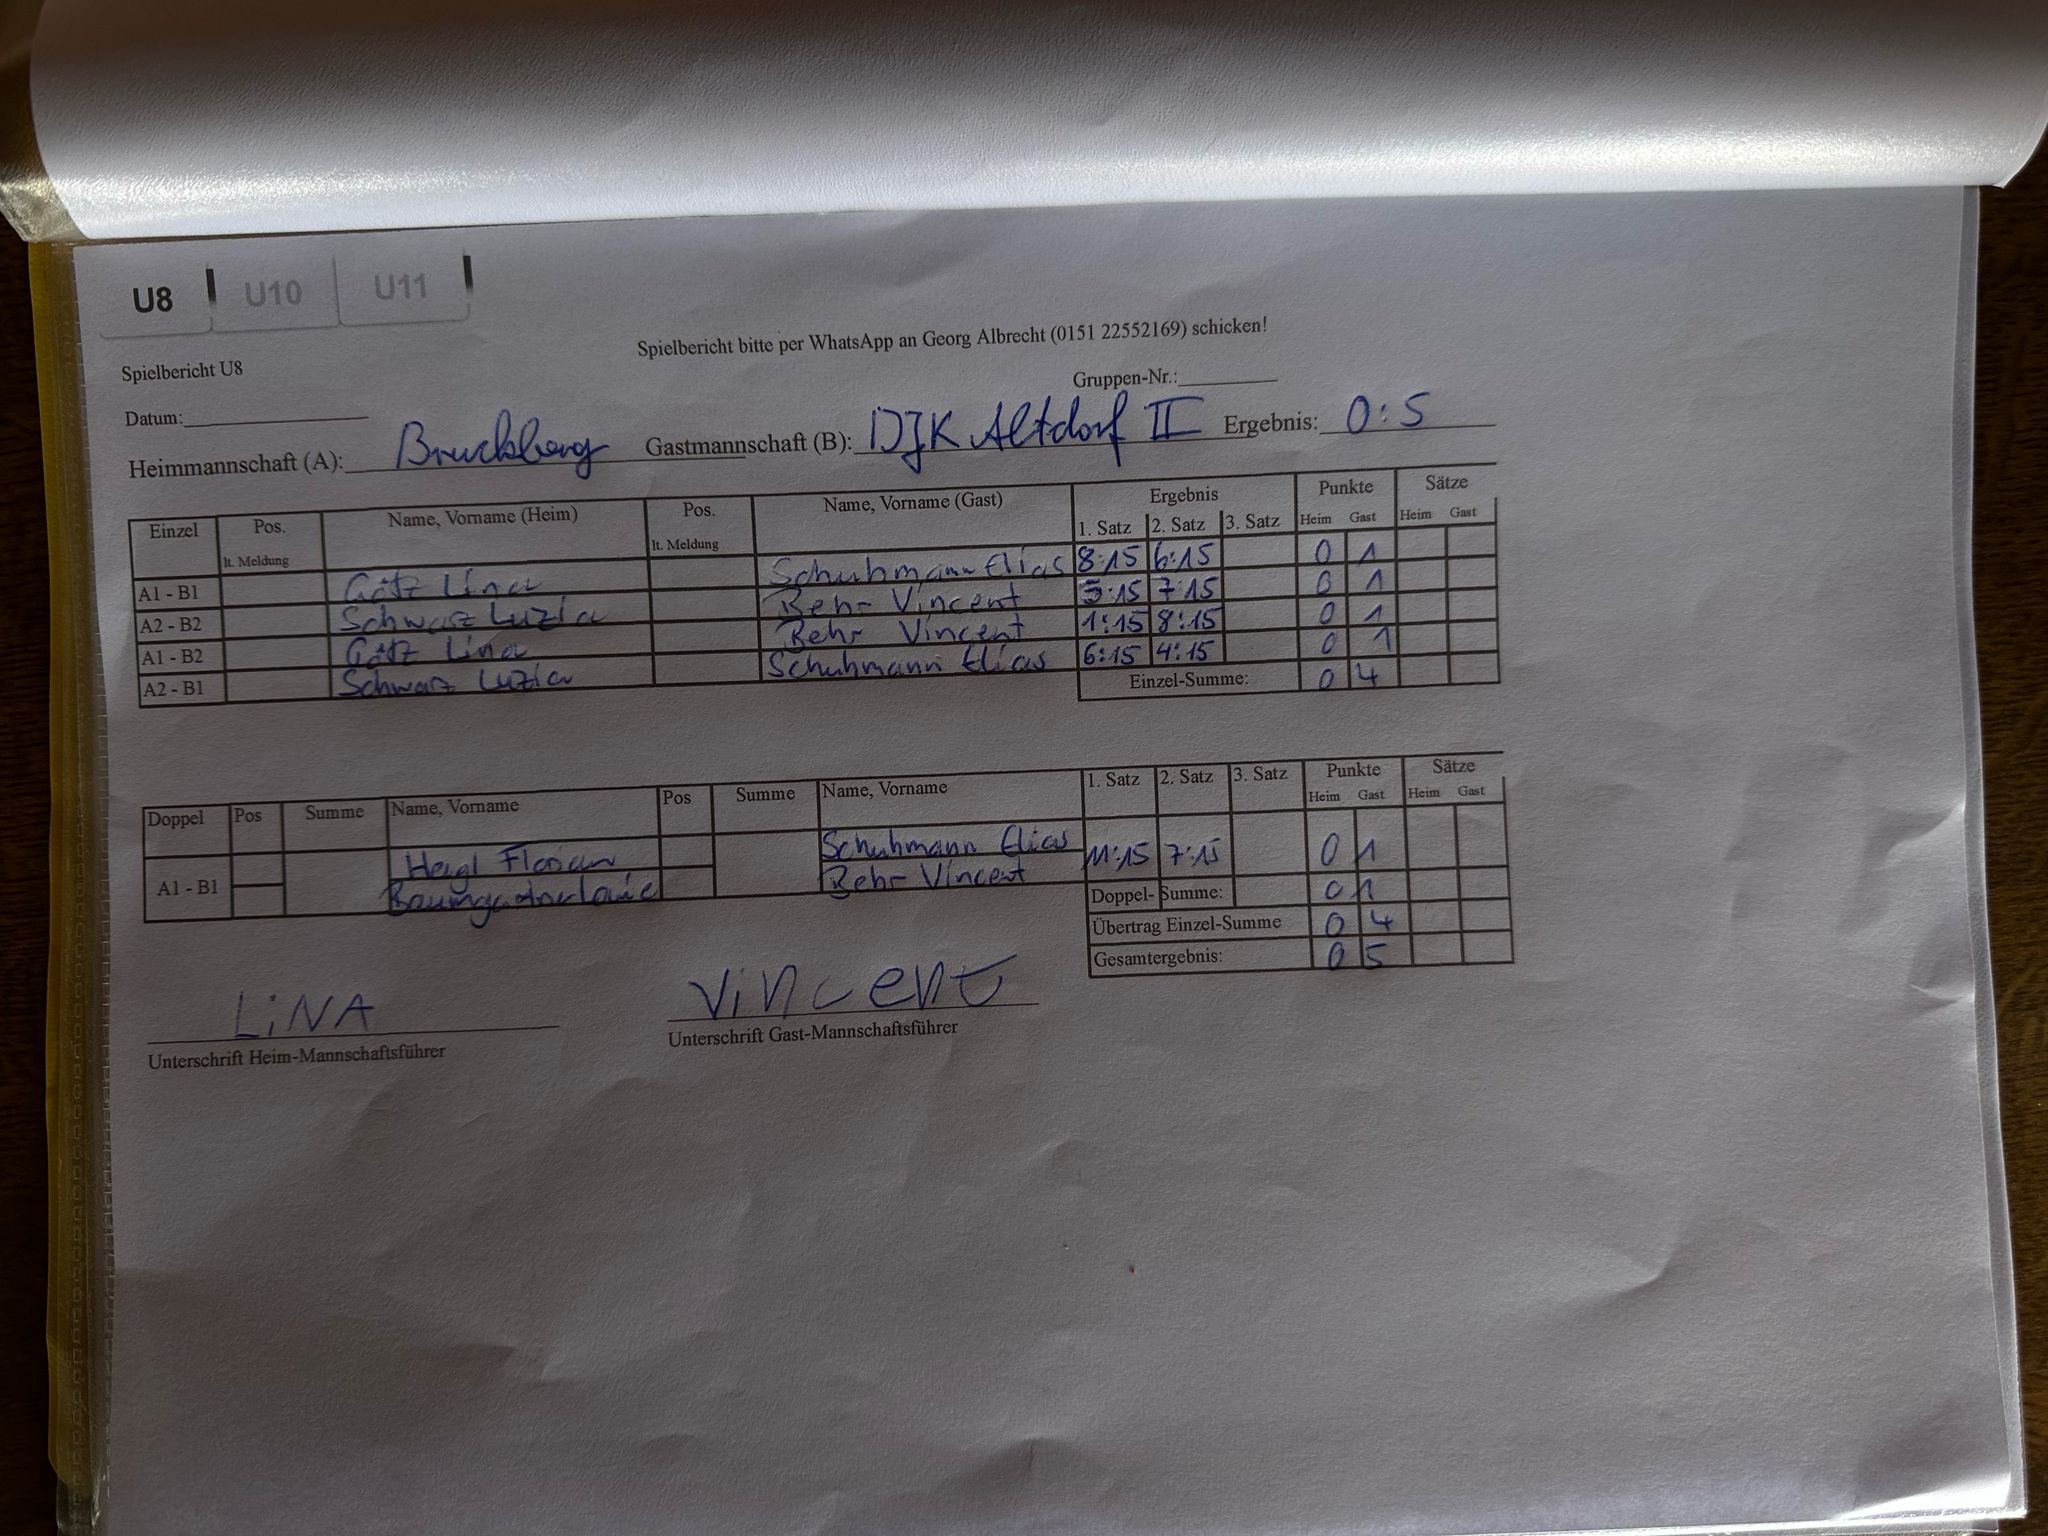 U8 U10 U11
Spielbericht bitte per WhatsApp an Georg Albrecht (0151 22552169) schicken!
Spielbericht U8
Gruppen-Nr.:
Datum:
Heimmannschaft (A): Bruckberg Gastmannschaft (B): DJK Altdorf II Ergebnis: 0:5
Einzel Pos. Name, Vorname (Heim) Pos. Name, Vorname (Gast) Ergebnis Punkte Sätze
lt. Meldung lt. Meldung 1. Satz 2. Satz 3. Satz Heim Gast Heim Gast
A1 - B1 Götz Lina Schuhmann Elias 8:15 6:15 0 1
A2 - B2 Schwarz Luzia Behr Vincent 5:15 7:15 0 1
A1 - B2 Götz Lina Behr Vincent 1:15 8:15 0 1
A2 - B1 Schwarz Luzia Schuhmann Elias 6:15 4:15 0 1
Einzel-Summe: 0 4
Doppel Pos Summe Name, Vorname Pos Summe Name, Vorname 1. Satz 2. Satz 3. Satz Punkte Sätze
Heim Gast Heim Gast
A1 - B1 Florian Schuhmann Elias 11:15 7:15 0 1
Behr Vincent
Doppel-Summe: 0 1
Übertrag Einzel-Summe 0 4
Gesamtergebnis: 0 5
LiNA Vincent
Unterschrift Heim-Mannschaftsführer Unterschrift Gast-Mannschaftsführer